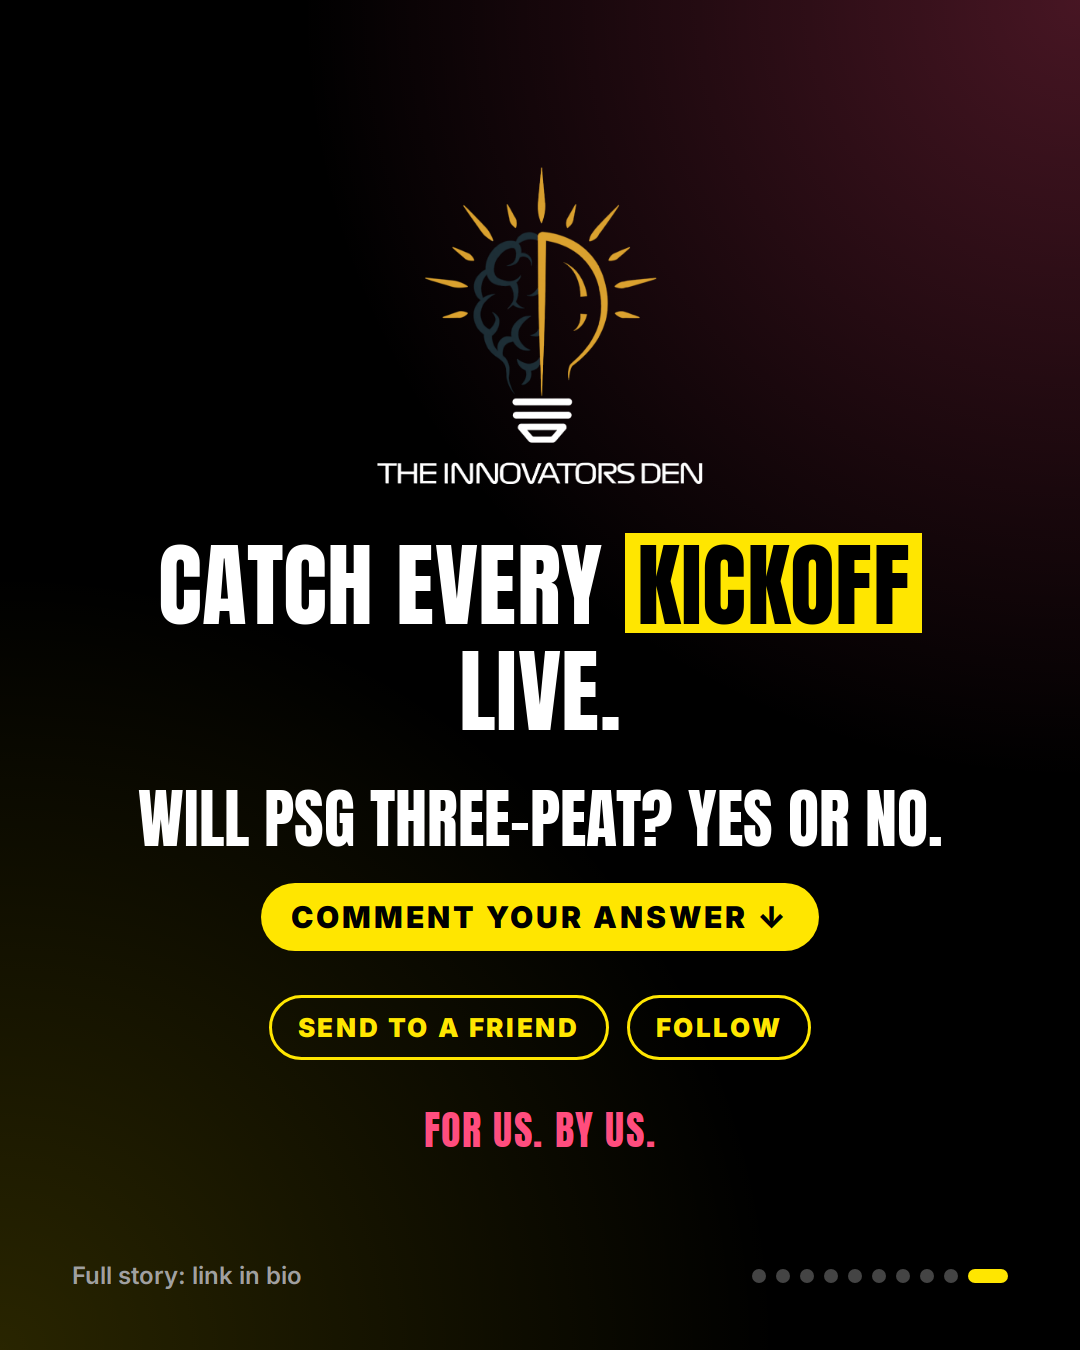 THE INNOVATORS DEN
CATCH EVERY KICKOFF
LIVE.
WILL PSG THREE-PEAT? YES OR NO.
COMMENT YOUR ANSWER ↓
SEND TO A FRIEND
FOLLOW
FOR US. BY US.
Full story: link in bio